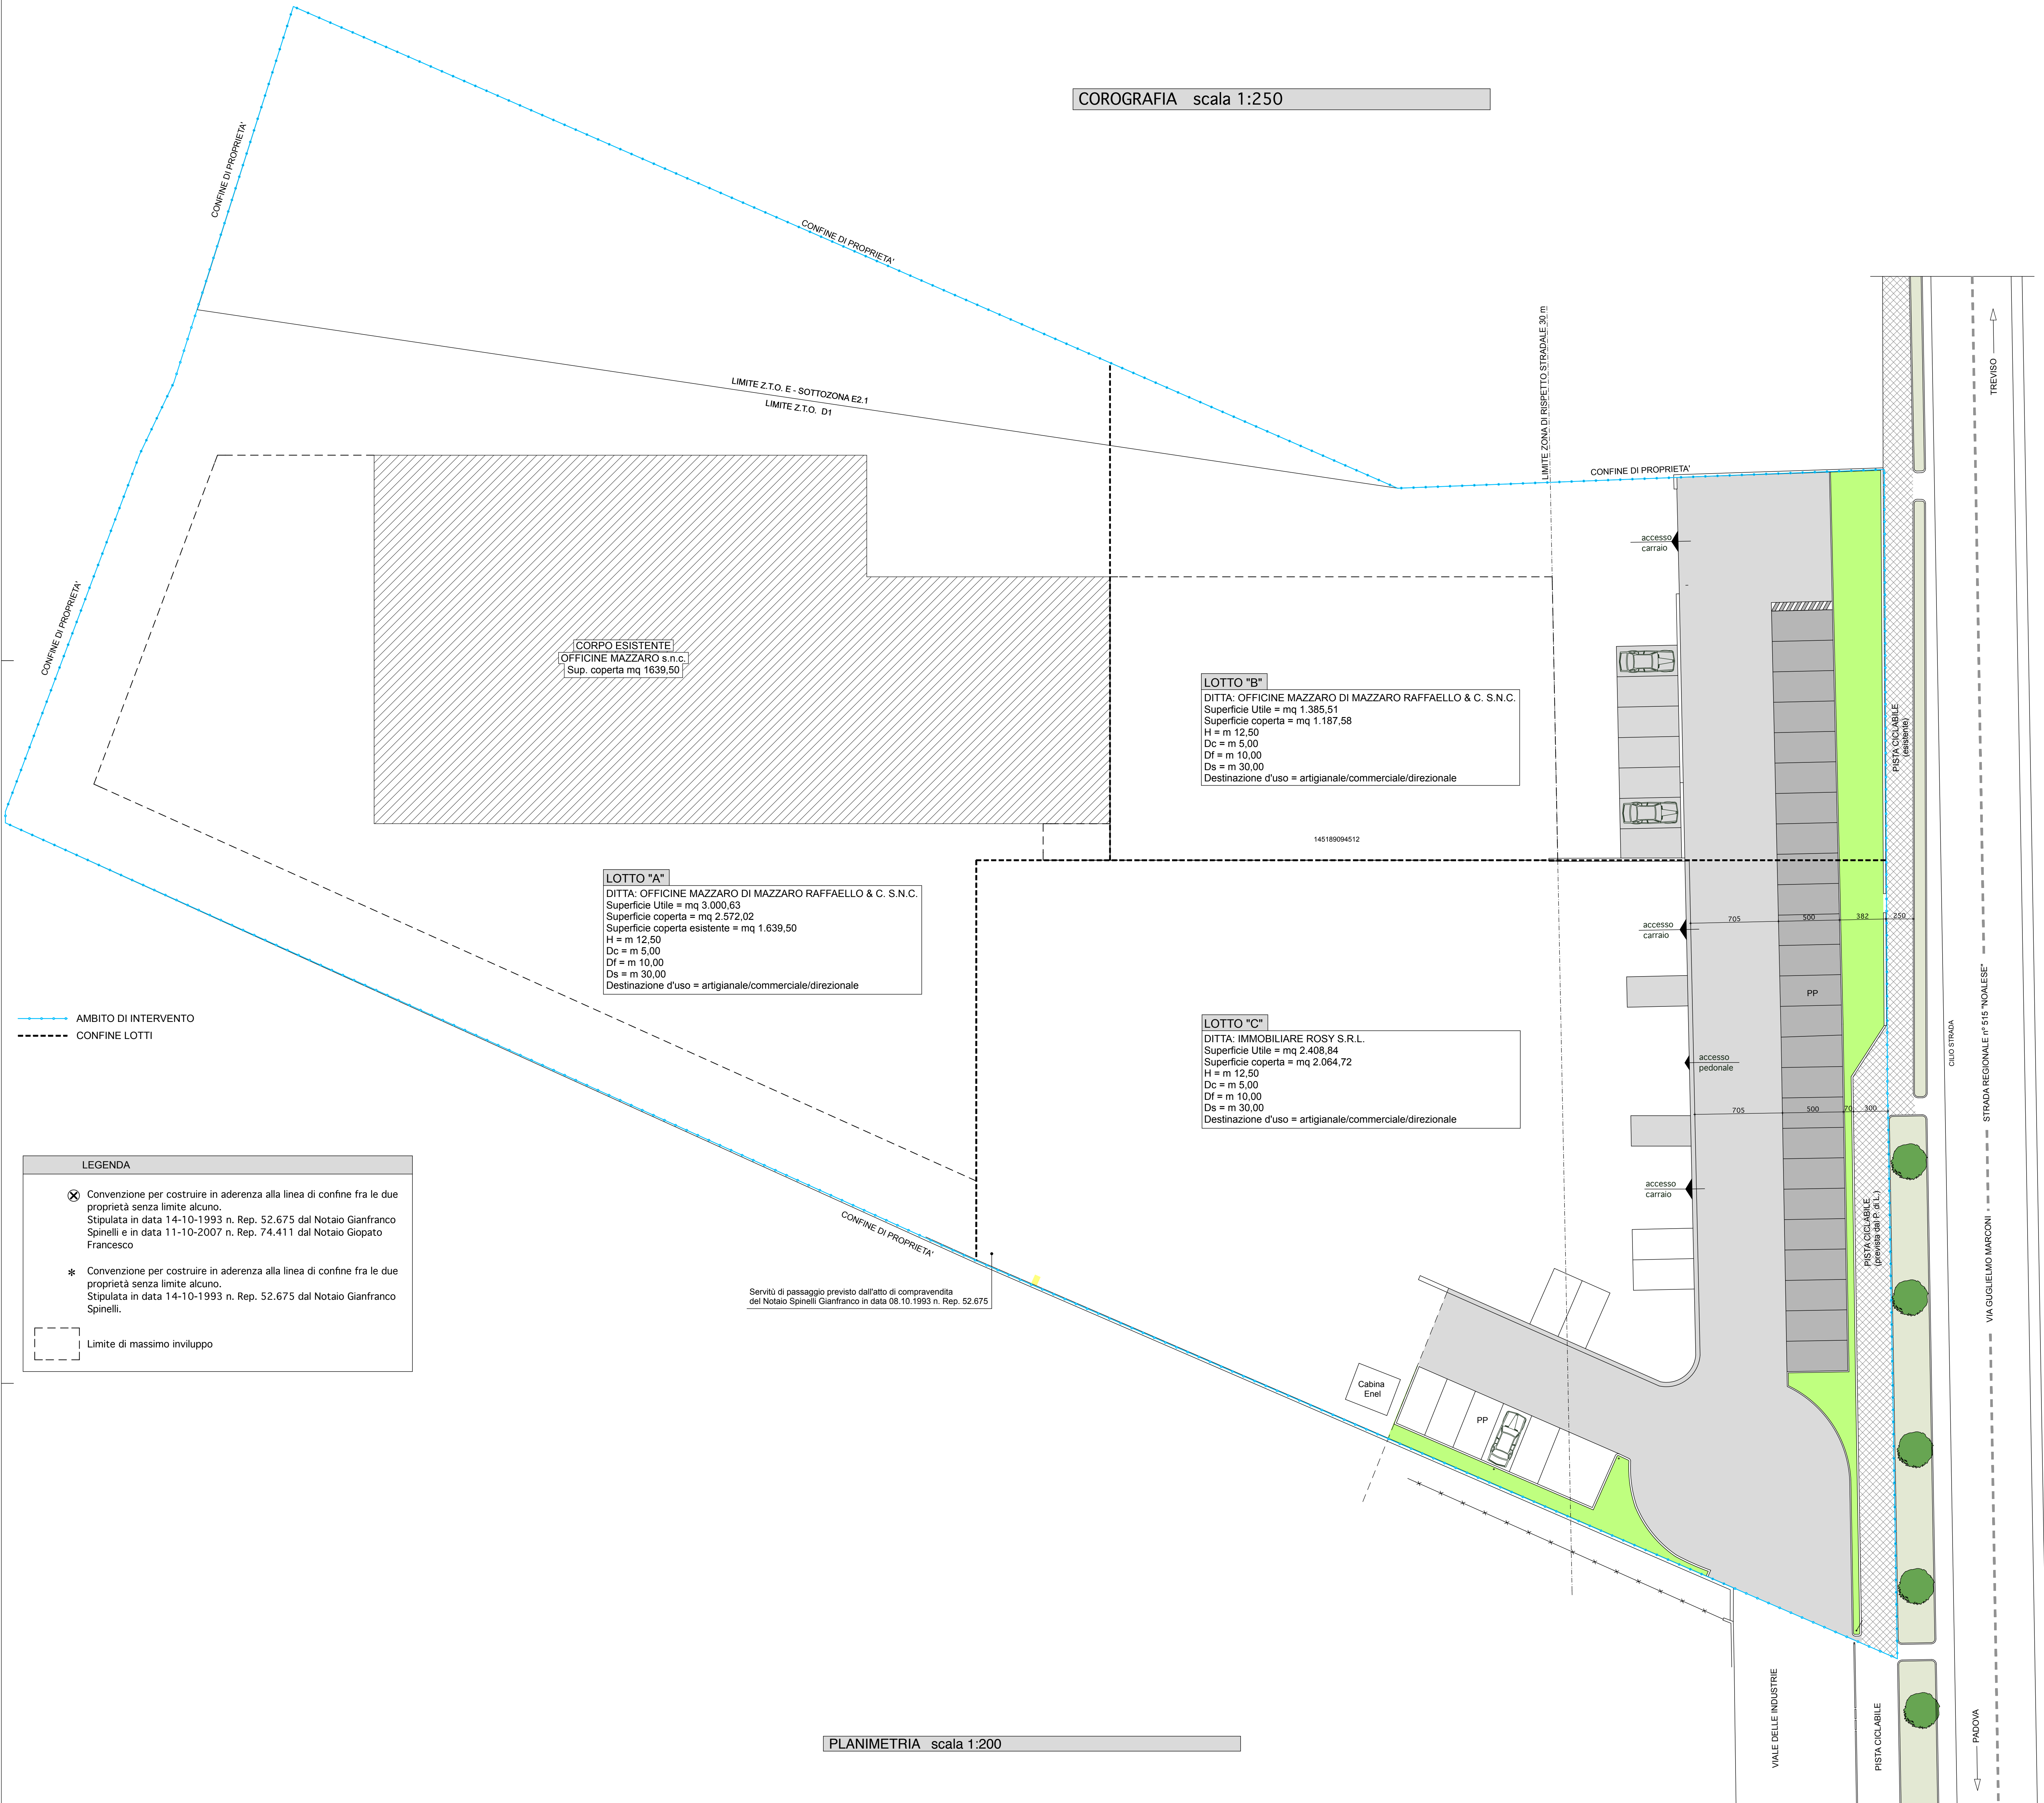 COROGRAFIA scala 1:250
CONFINE DI PROPRIETA'
CONFINE DI PROPRIETA'
LIMITE Z.T.O. E - SOTTOZONA E2.1
LIMITE Z.T.O. D1
LIMITE ZONA DI RISPETTO STRADALE 30 m
CONFINE DI PROPRIETA'
TREVISO
accesso
carraio
CONFINE DI PROPRIETA'
CORPO ESISTENTE
OFFICINE MAZZARO s.n.c.
Sup. coperta mq 1639,50
LOTTO "B"
DITTA: OFFICINE MAZZARO DI MAZZARO RAFFAELLO & C. S.N.C.
Superficie Utile = mq 1.385,51
Superficie coperta = mq 1.187,58
H = m 12,50
Dc = m 5,00
Df = m 10,00
Ds = m 30,00
Destinazione d'uso = artigianale/commerciale/direzionale
PISTA CICLABILE
(esistente)
145189094512
LOTTO "A"
DITTA: OFFICINE MAZZARO DI MAZZARO RAFFAELLO & C. S.N.C.
Superficie Utile = mq 3.000,63
Superficie coperta = mq 2.572,02
Superficie coperta esistente = mq 1.639,50
H = m 12,50
Dc = m 5,00
Df = m 10,00
Ds = m 30,00
Destinazione d'uso = artigianale/commerciale/direzionale
705 500 382 250
accesso
carraio
PP
AMBITO DI INTERVENTO
CONFINE LOTTI
LOTTO "C"
DITTA: IMMOBILIARE ROSY S.R.L.
Superficie Utile = mq 2.408,84
Superficie coperta = mq 2.064,72
H = m 12,50
Dc = m 5,00
Df = m 10,00
Ds = m 30,00
Destinazione d'uso = artigianale/commerciale/direzionale
accesso
pedonale
705 500 70 300
CILIO STRADA
VIA GUGLIELMO MARCONI - STRADA REGIONALE n° 515 "NOALESE"
accesso
carraio
PISTA CICLABILE
(prevista dal P. di L.)
LEGENDA
Convenzione per costruire in aderenza alla linea di confine fra le due
proprietà senza limite alcuno.
Stipulata in data 14-10-1993 n. Rep. 52.675 dal Notaio Gianfranco
Spinelli e in data 11-10-2007 n. Rep. 74.411 dal Notaio Giopato
Francesco
* Convenzione per costruire in aderenza alla linea di confine fra le due
proprietà senza limite alcuno.
Stipulata in data 14-10-1993 n. Rep. 52.675 dal Notaio Gianfranco
Spinelli.
Limite di massimo inviluppo
CONFINE DI PROPRIETA'
Servitù di passaggio previsto dall'atto di compravendita
del Notaio Spinelli Gianfranco in data 08.10.1993 n. Rep. 52.675
Cabina
Enel
PP
VIALE DELLE INDUSTRIE
PISTA CICLABILE
PADOVA
PLANIMETRIA scala 1:200